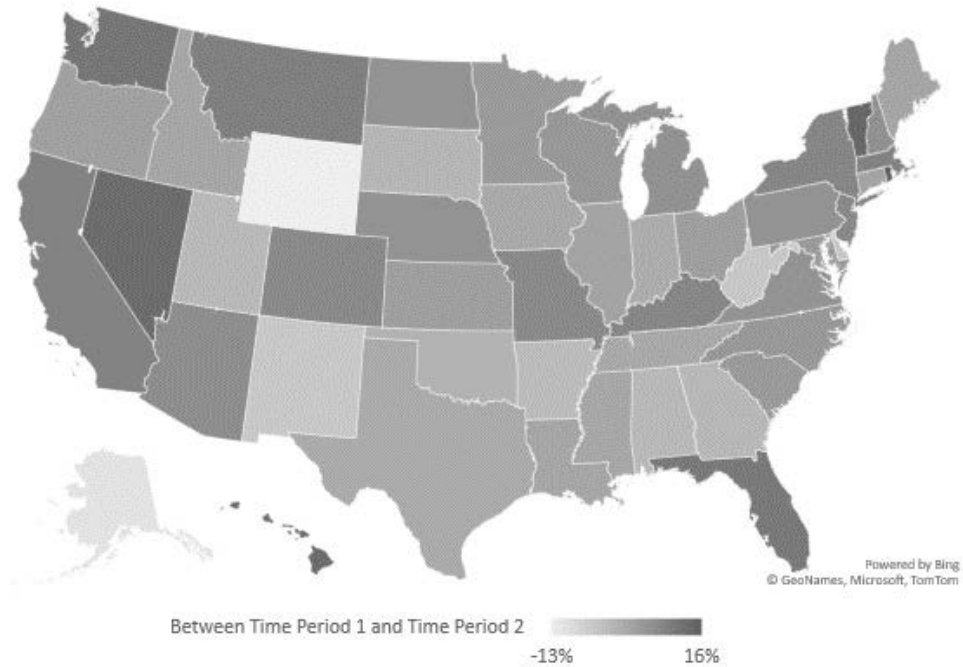 Powered by Bing
© GeoNames, Microsoft, TomTom
Between Time Period 1 and Time Period 2
-13% 16%